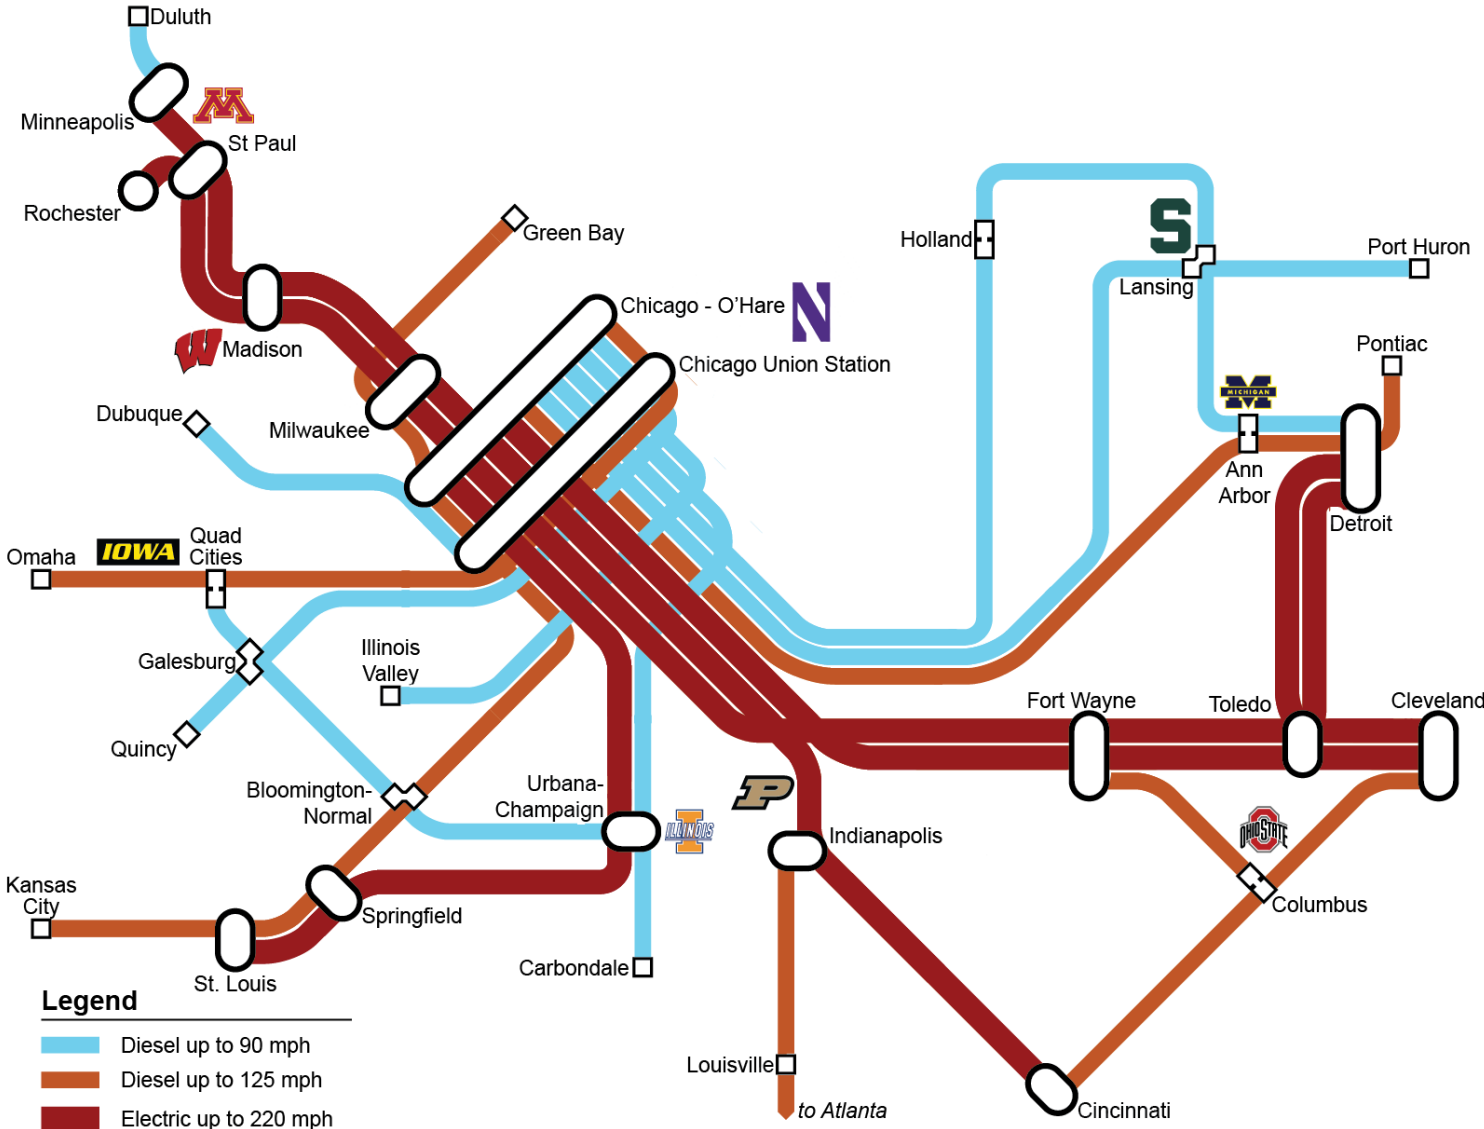 Duluth
Minneapolis
St Paul
Rochester
Green Bay
Holland
Lansing
Port Huron
Chicago - O'Hare
Madison
Chicago Union Station
Pontiac
MICHIGAN
Dubuque
Milwaukee
Ann
Arbor
Detroit
Omaha
IOWA
Quad
Cities
Galesburg
Illinois
Valley
Quincy
Fort Wayne
Toledo
Cleveland
Bloomington-
Normal
Urbana-
Champaign
ILLINOIS
Indianapolis
OHIO STATE
Kansas
City
Springfield
Columbus
St. Louis
Carbondale
Louisville
to Atlanta
Cincinnati
Legend
Diesel up to 90 mph
Diesel up to 125 mph
Electric up to 220 mph